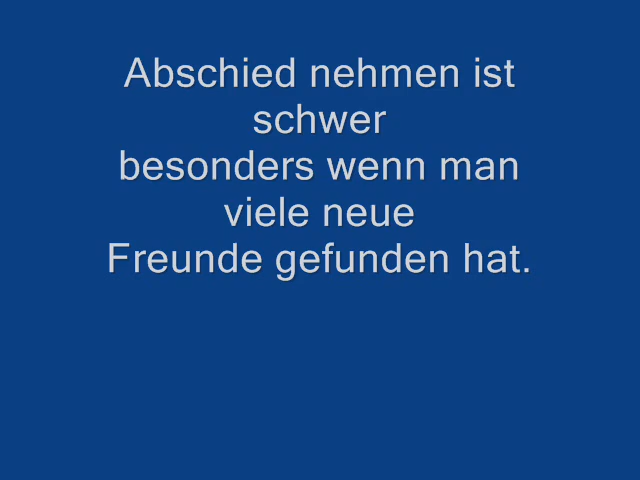 Abschied nehmen ist
schwer
besonders wenn man
viele neue
Freunde gefunden hat.